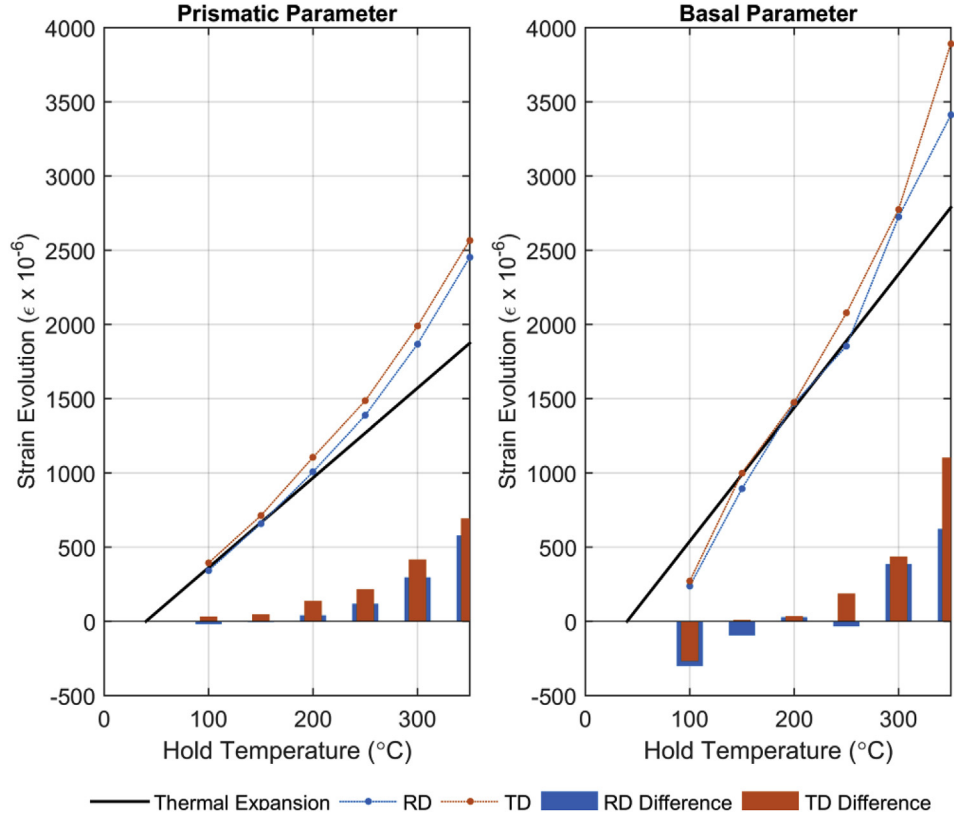 Prismatic Parameter
4000
3500
3000
2500
2000
1500
1000
500
0
-500
Strain Evolution (ϵ x 10⁻⁶)
0 100 200 300
Hold Temperature (°C)
Basal Parameter
4000
3500
3000
2500
2000
1500
1000
500
0
-500
Strain Evolution (ϵ x 10⁻⁶)
0 100 200 300
Hold Temperature (°C)
Thermal Expansion RD TD RD Difference TD Difference